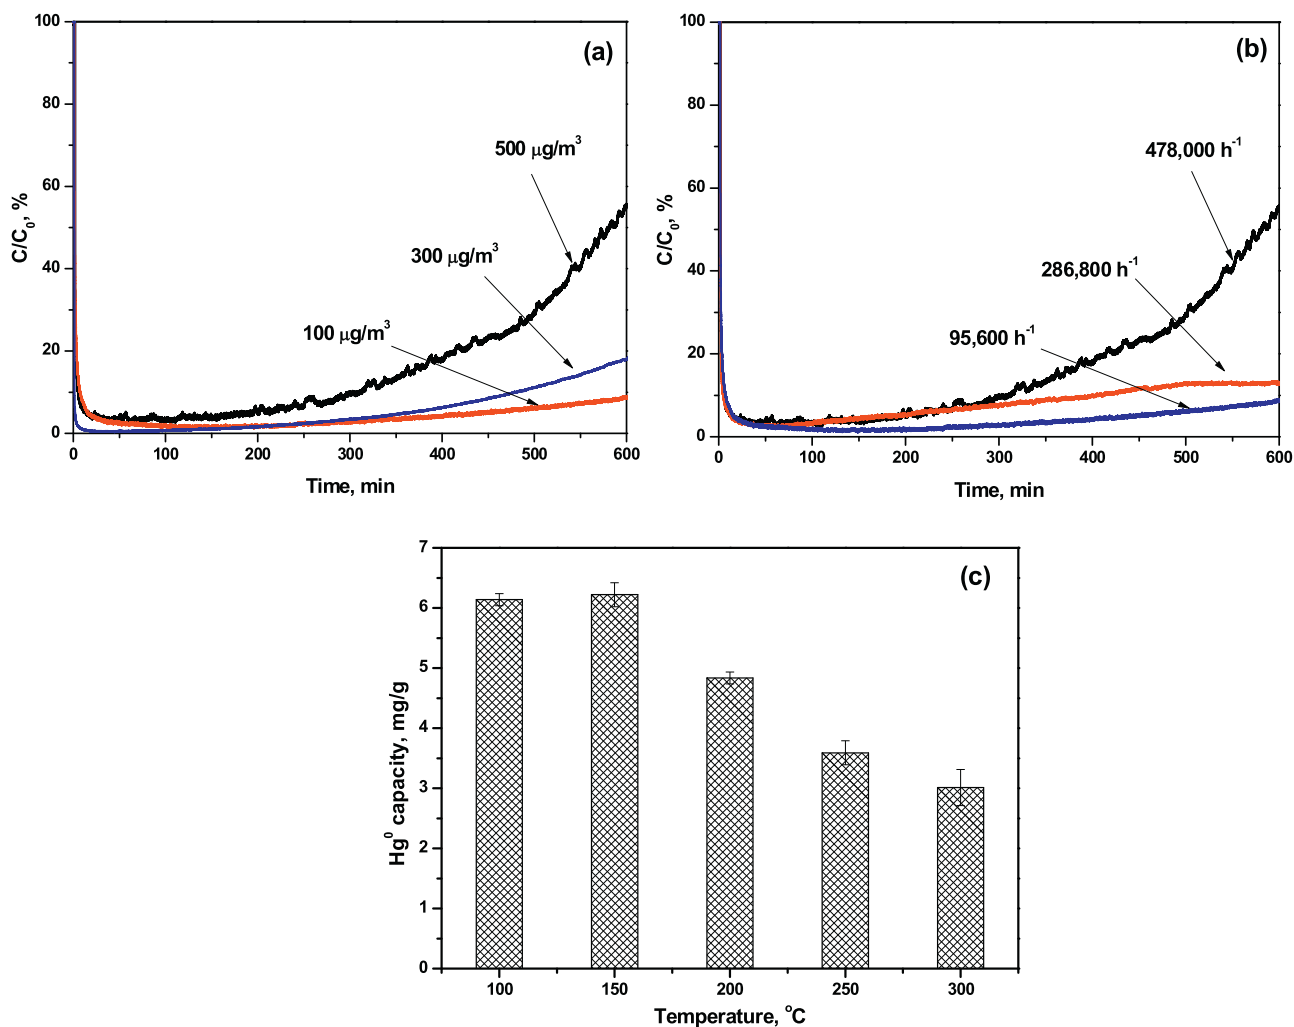 (a)
100
80
60
40
20
0
C/C0, %
500 μg/m³
300 μg/m³
100 μg/m³
0 100 200 300 400 500 600
Time, min
(b)
100
80
60
40
20
0
C/C0, %
478,000 h⁻¹
286,800 h⁻¹
95,600 h⁻¹
0 100 200 300 400 500 600
Time, min
(c)
7
6
5
4
3
2
1
0
Hg⁰ capacity, mg/g
100 150 200 250 300
Temperature, °C